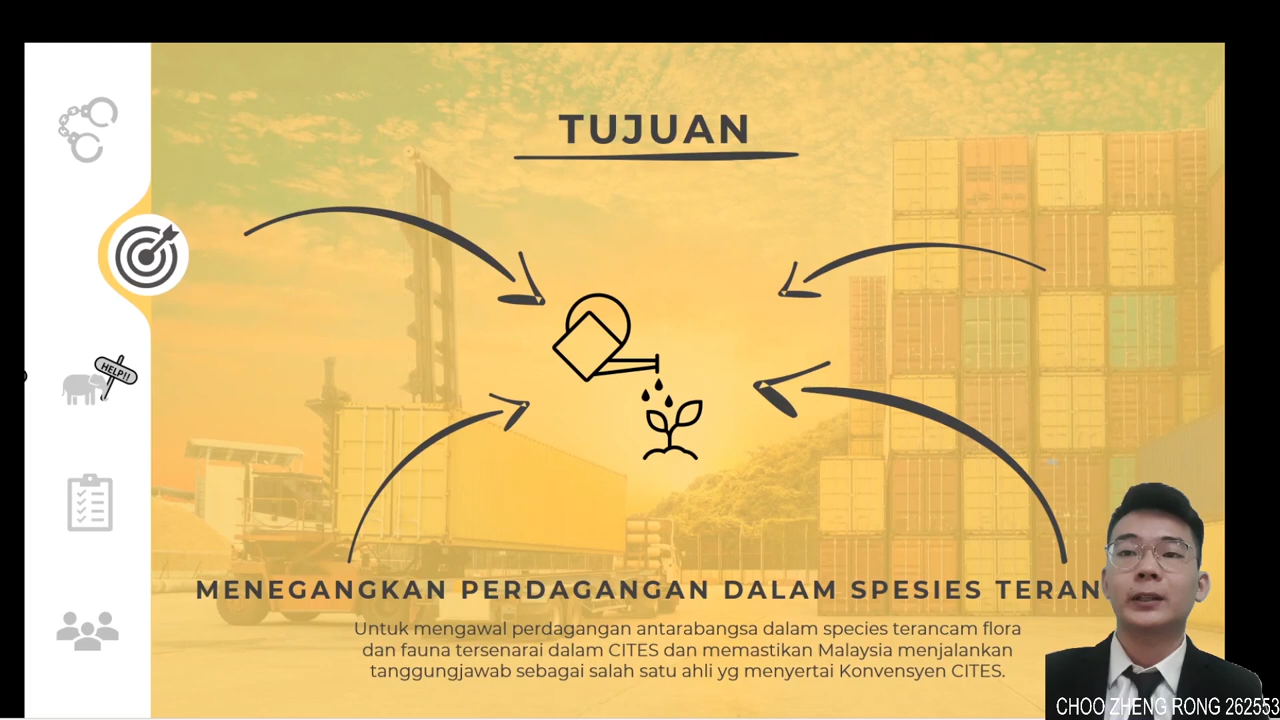 TUJUAN
HELP!!
MENEGANGKAN PERDAGANGAN DALAM SPESIES TERAN
Untuk mengawal perdagangan antarabangsa dalam species terancam flora
dan fauna tersenarai dalam CITES dan memastikan Malaysia menjalankan
tanggungjawab sebagai salah satu ahli yg menyertai Konvensyen CITES.
CHOO ZHENG RONG 262553